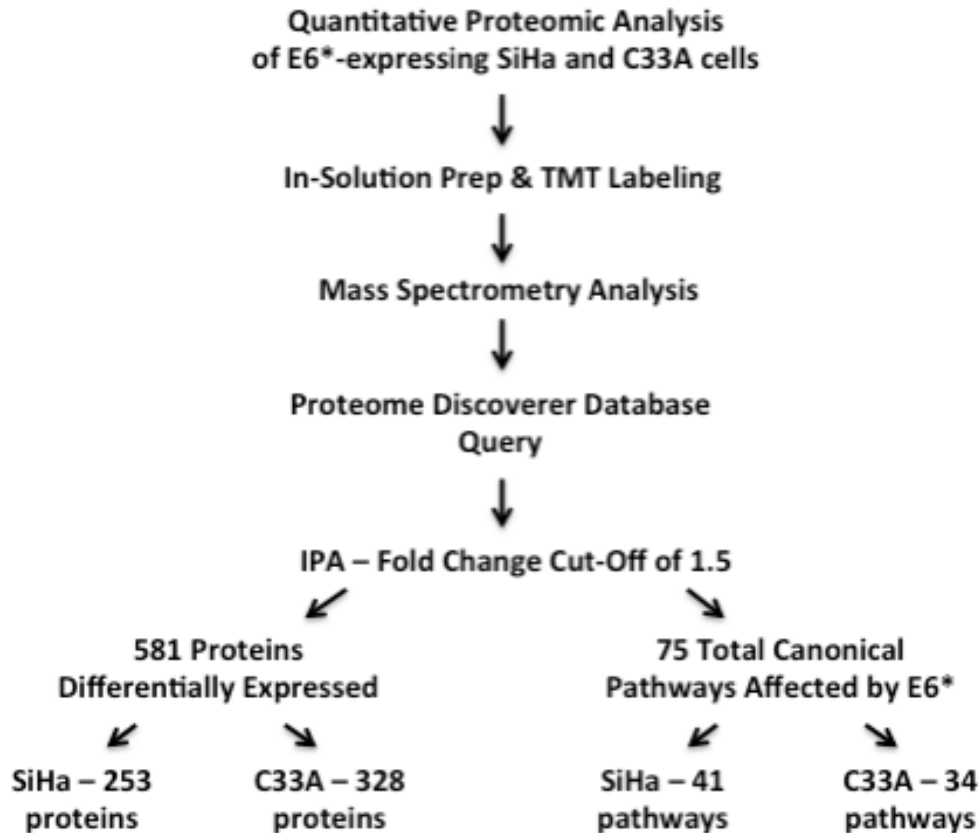 Quantitative Proteomic Analysis
of E6*-expressing SiHa and C33A cells
In-Solution Prep & TMT Labeling
Mass Spectrometry Analysis
Proteome Discoverer Database
Query
IPA – Fold Change Cut-Off of 1.5
581 Proteins
Differentially Expressed
75 Total Canonical
Pathways Affected by E6*
SiHa – 253
proteins
C33A – 328
proteins
SiHa – 41
pathways
C33A – 34
pathways